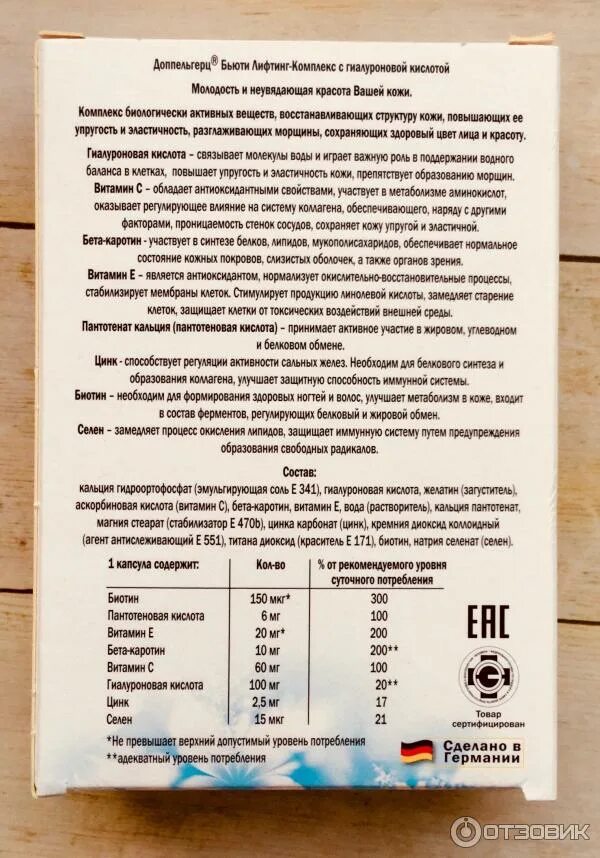 Доппельгерц® Бьюти Лифтинг-Комплекс с гиалуроновой кислотой
Молодость и неувядающая красота Вашей кожи.
Комплекс биологически активных веществ, восстанавливающих структуру кожи, повышающих ее
упругость и эластичность, разглаживающих морщины, сохраняющих здоровый цвет лица и красоту.
Гиалуроновая кислота – связывает молекулы воды и играет важную роль в поддержании водного
баланса в клетках, повышает упругость и эластичность кожи, препятствует образованию морщин.
Витамин С – обладает антиоксидантными свойствами, участвует в метаболизме аминокислот,
оказывает регулирующее влияние на систему коллагена, обеспечивающего, наряду с другими
факторами, проницаемость стенок сосудов, сохраняет кожу упругой и эластичной.
Бета-каротин - участвует в синтезе белков, липидов, мукополисахаридов, обеспечивает нормальное
состояние кожных покровов, слизистых оболочек, а также органов зрения.
Витамин Е – является антиоксидантом, нормализует окислительно-восстановительные процессы,
стабилизирует мембраны клеток. Стимулирует продукцию линолевой кислоты, замедляет старение
клеток, защищает клетки от токсических воздействий внешней среды.
Пантотенат кальция (пантотеновая кислота) – принимает активное участие в жировом, углеводном
и белковом обмене.
Цинк - способствует регуляции активности сальных желез. Необходим для белкового синтеза и
образования коллагена, улучшает защитную способность иммунной системы.
Биотин – необходим для формирования здоровых ногтей и волос, улучшает метаболизм в коже, входит
в состав ферментов, регулирующих белковый и жировой обмен.
Селен – замедляет процесс окисления липидов, защищает иммунную систему путем предупреждения
образования свободных радикалов.
Состав:
кальция гидроортофосфат (эмульгирующая соль Е 341), гиалуроновая кислота, желатин (загуститель),
аскорбиновая кислота (витамин С), бета-каротин, витамин Е, вода (растворитель), кальция пантотенат,
магния стеарат (стабилизатор Е 470b), цинка карбонат (цинк), кремния диоксид коллоидный
(агент антислеживающий Е 551), титана диоксид (краситель Е 171), биотин, натрия селенат (селен).
1 капсула содержит: Кол-во % от рекомендуемого уровня
суточного потребления
Биотин 150 мкг* 300
Пантотеновая кислота 6 мг 100
Витамин Е 20 мг* 200
Бета-каротин 10 мг 200**
Витамин С 60 мг 100
Гиалуроновая кислота 100 мг 20**
Цинк 2,5 мг 17
Селен 15 мкг 21
*Не превышает верхний допустимый уровень потребления
**адекватный уровень потребления
ЕАС
Товар
сертифицирован
Сделано в
Германии
ОТЗОВИК